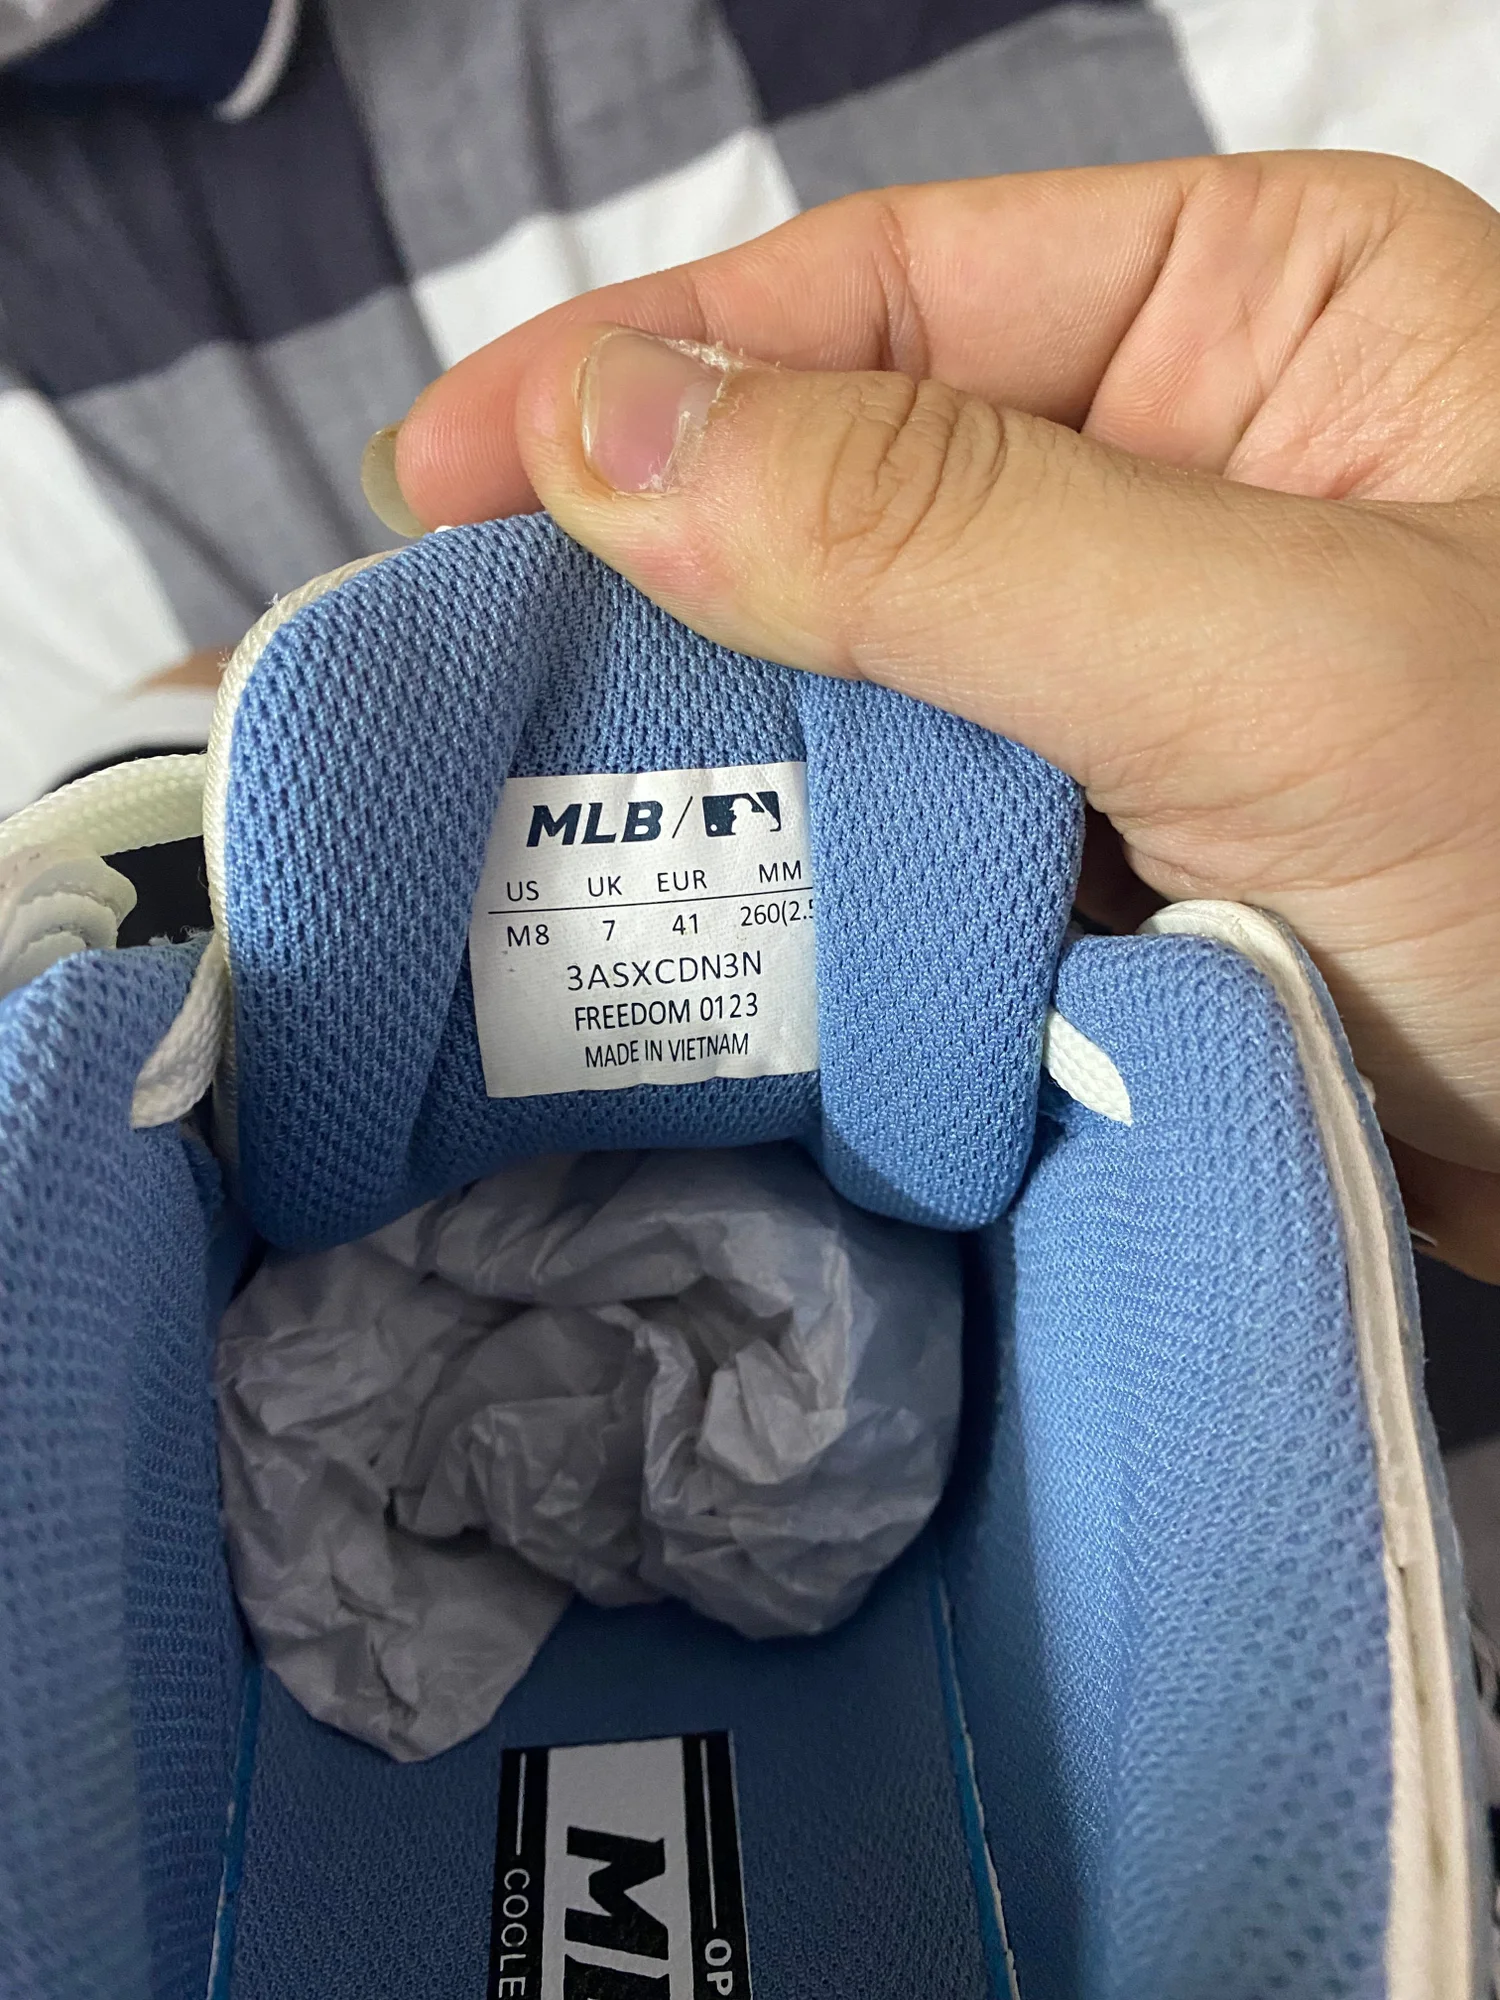 MLB
US UK EUR MM
M8 7 41 260(2.5
3ASXCDN3N
FREEDOM 0123
MADE IN VIETNAM